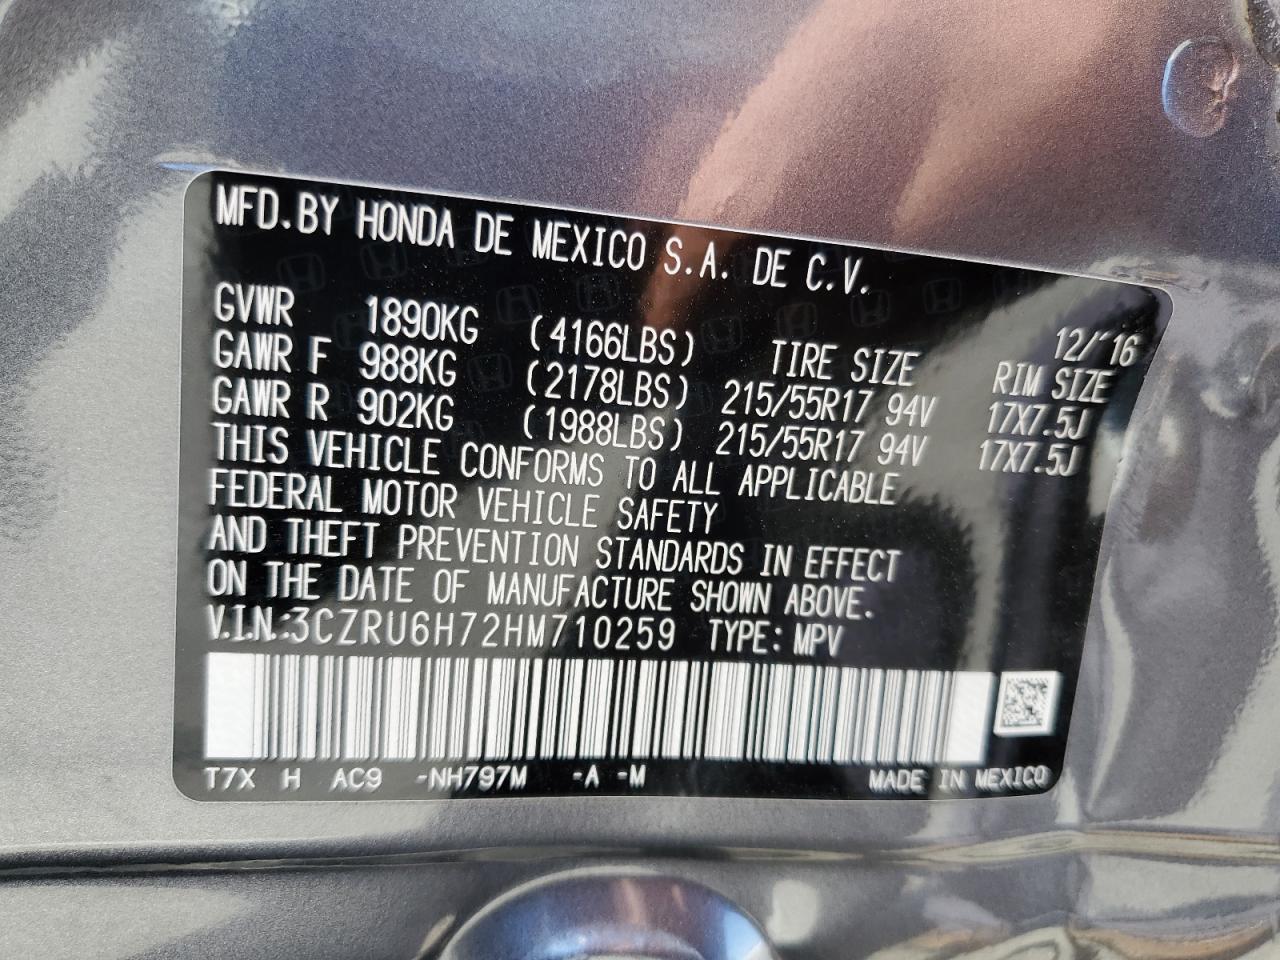 MFD.BY HONDA DE MEXICO S.A. DE C.V.
12/'16
GVWR 1890KG (4166LBS) TIRE SIZE RIM SIZE
GAWR F 988KG (2178LBS) 215/55R17 94V 17X7.5J
GAWR R 902KG (1988LBS) 215/55R17 94V 17X7.5J
THIS VEHICLE CONFORMS TO ALL APPLICABLE
FEDERAL MOTOR VEHICLE SAFETY
AND THEFT PREVENTION STANDARDS IN EFFECT
ON THE DATE OF MANUFACTURE SHOWN ABOVE.
V.I.N.:3CZRU6H72HM710259 TYPE: MPV
T7X H AC9 -NH797M -A -M MADE IN MEXICO